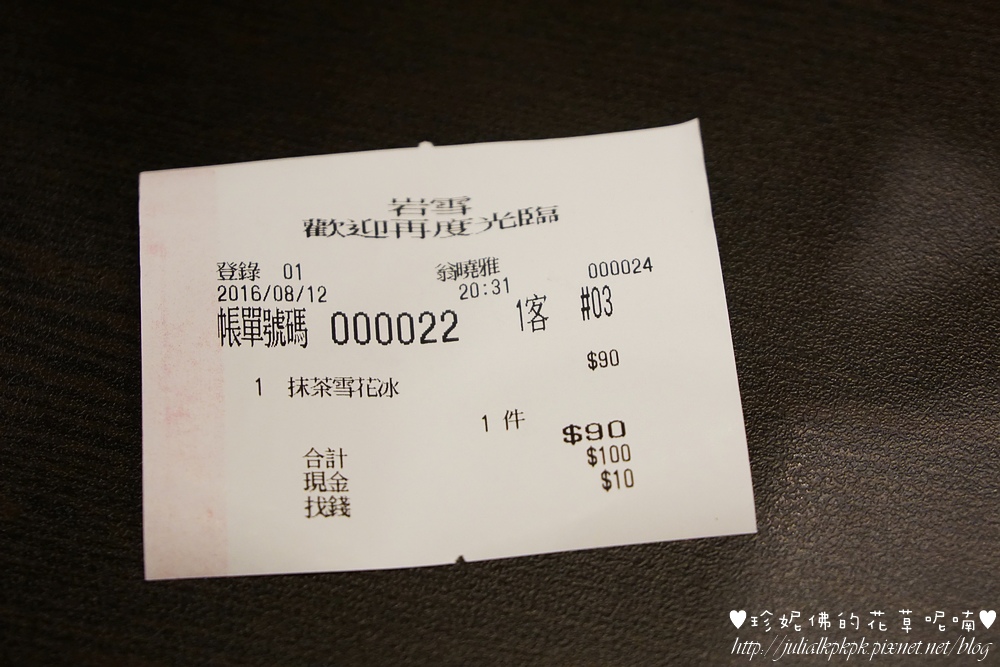 岩雪
歡迎再度光臨
登錄 01 翁曉雅 000024
2016/08/12 20:31
帳單號碼 000022 1客 #03
1 抹茶雪花冰 $90
1 件
合計 $90
現金 $100
找錢 $10
♥珍妮佛的花草呢喃♥
http://julialkpkpk.pixnet.net/blog